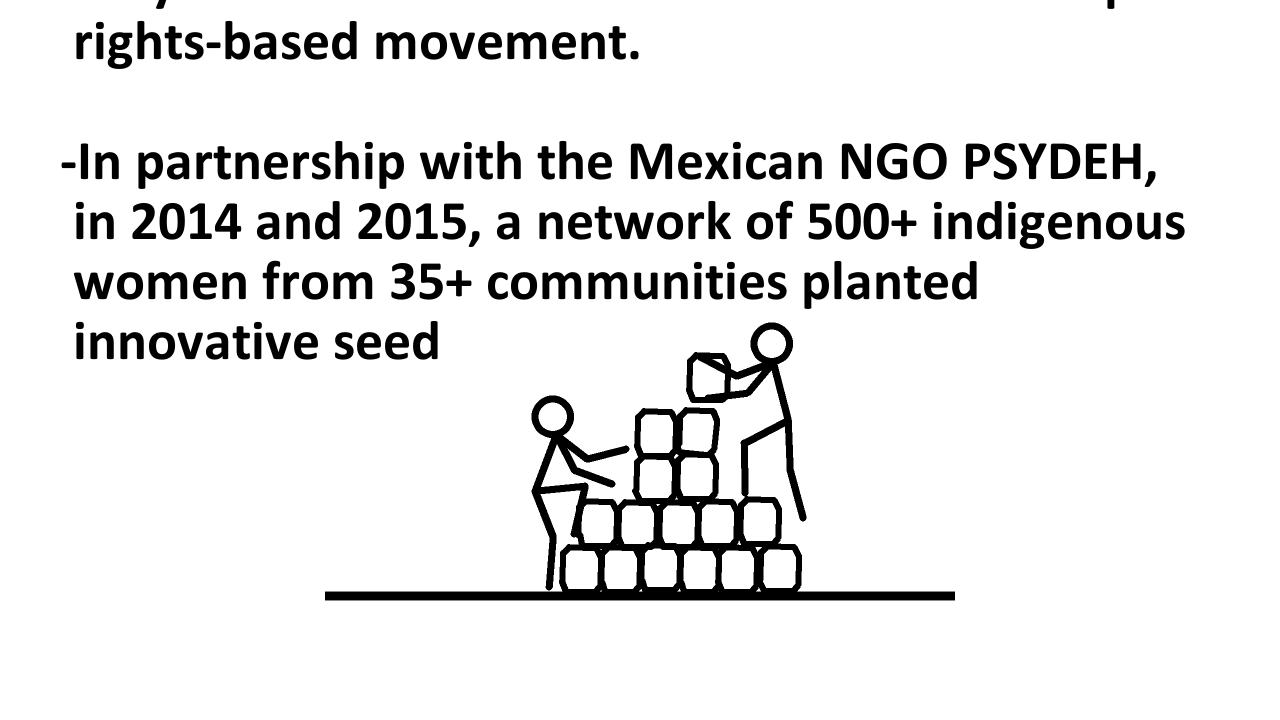 rights-based movement.
-In partnership with the Mexican NGO PSYDEH,
in 2014 and 2015, a network of 500+ indigenous
women from 35+ communities planted
innovative seed